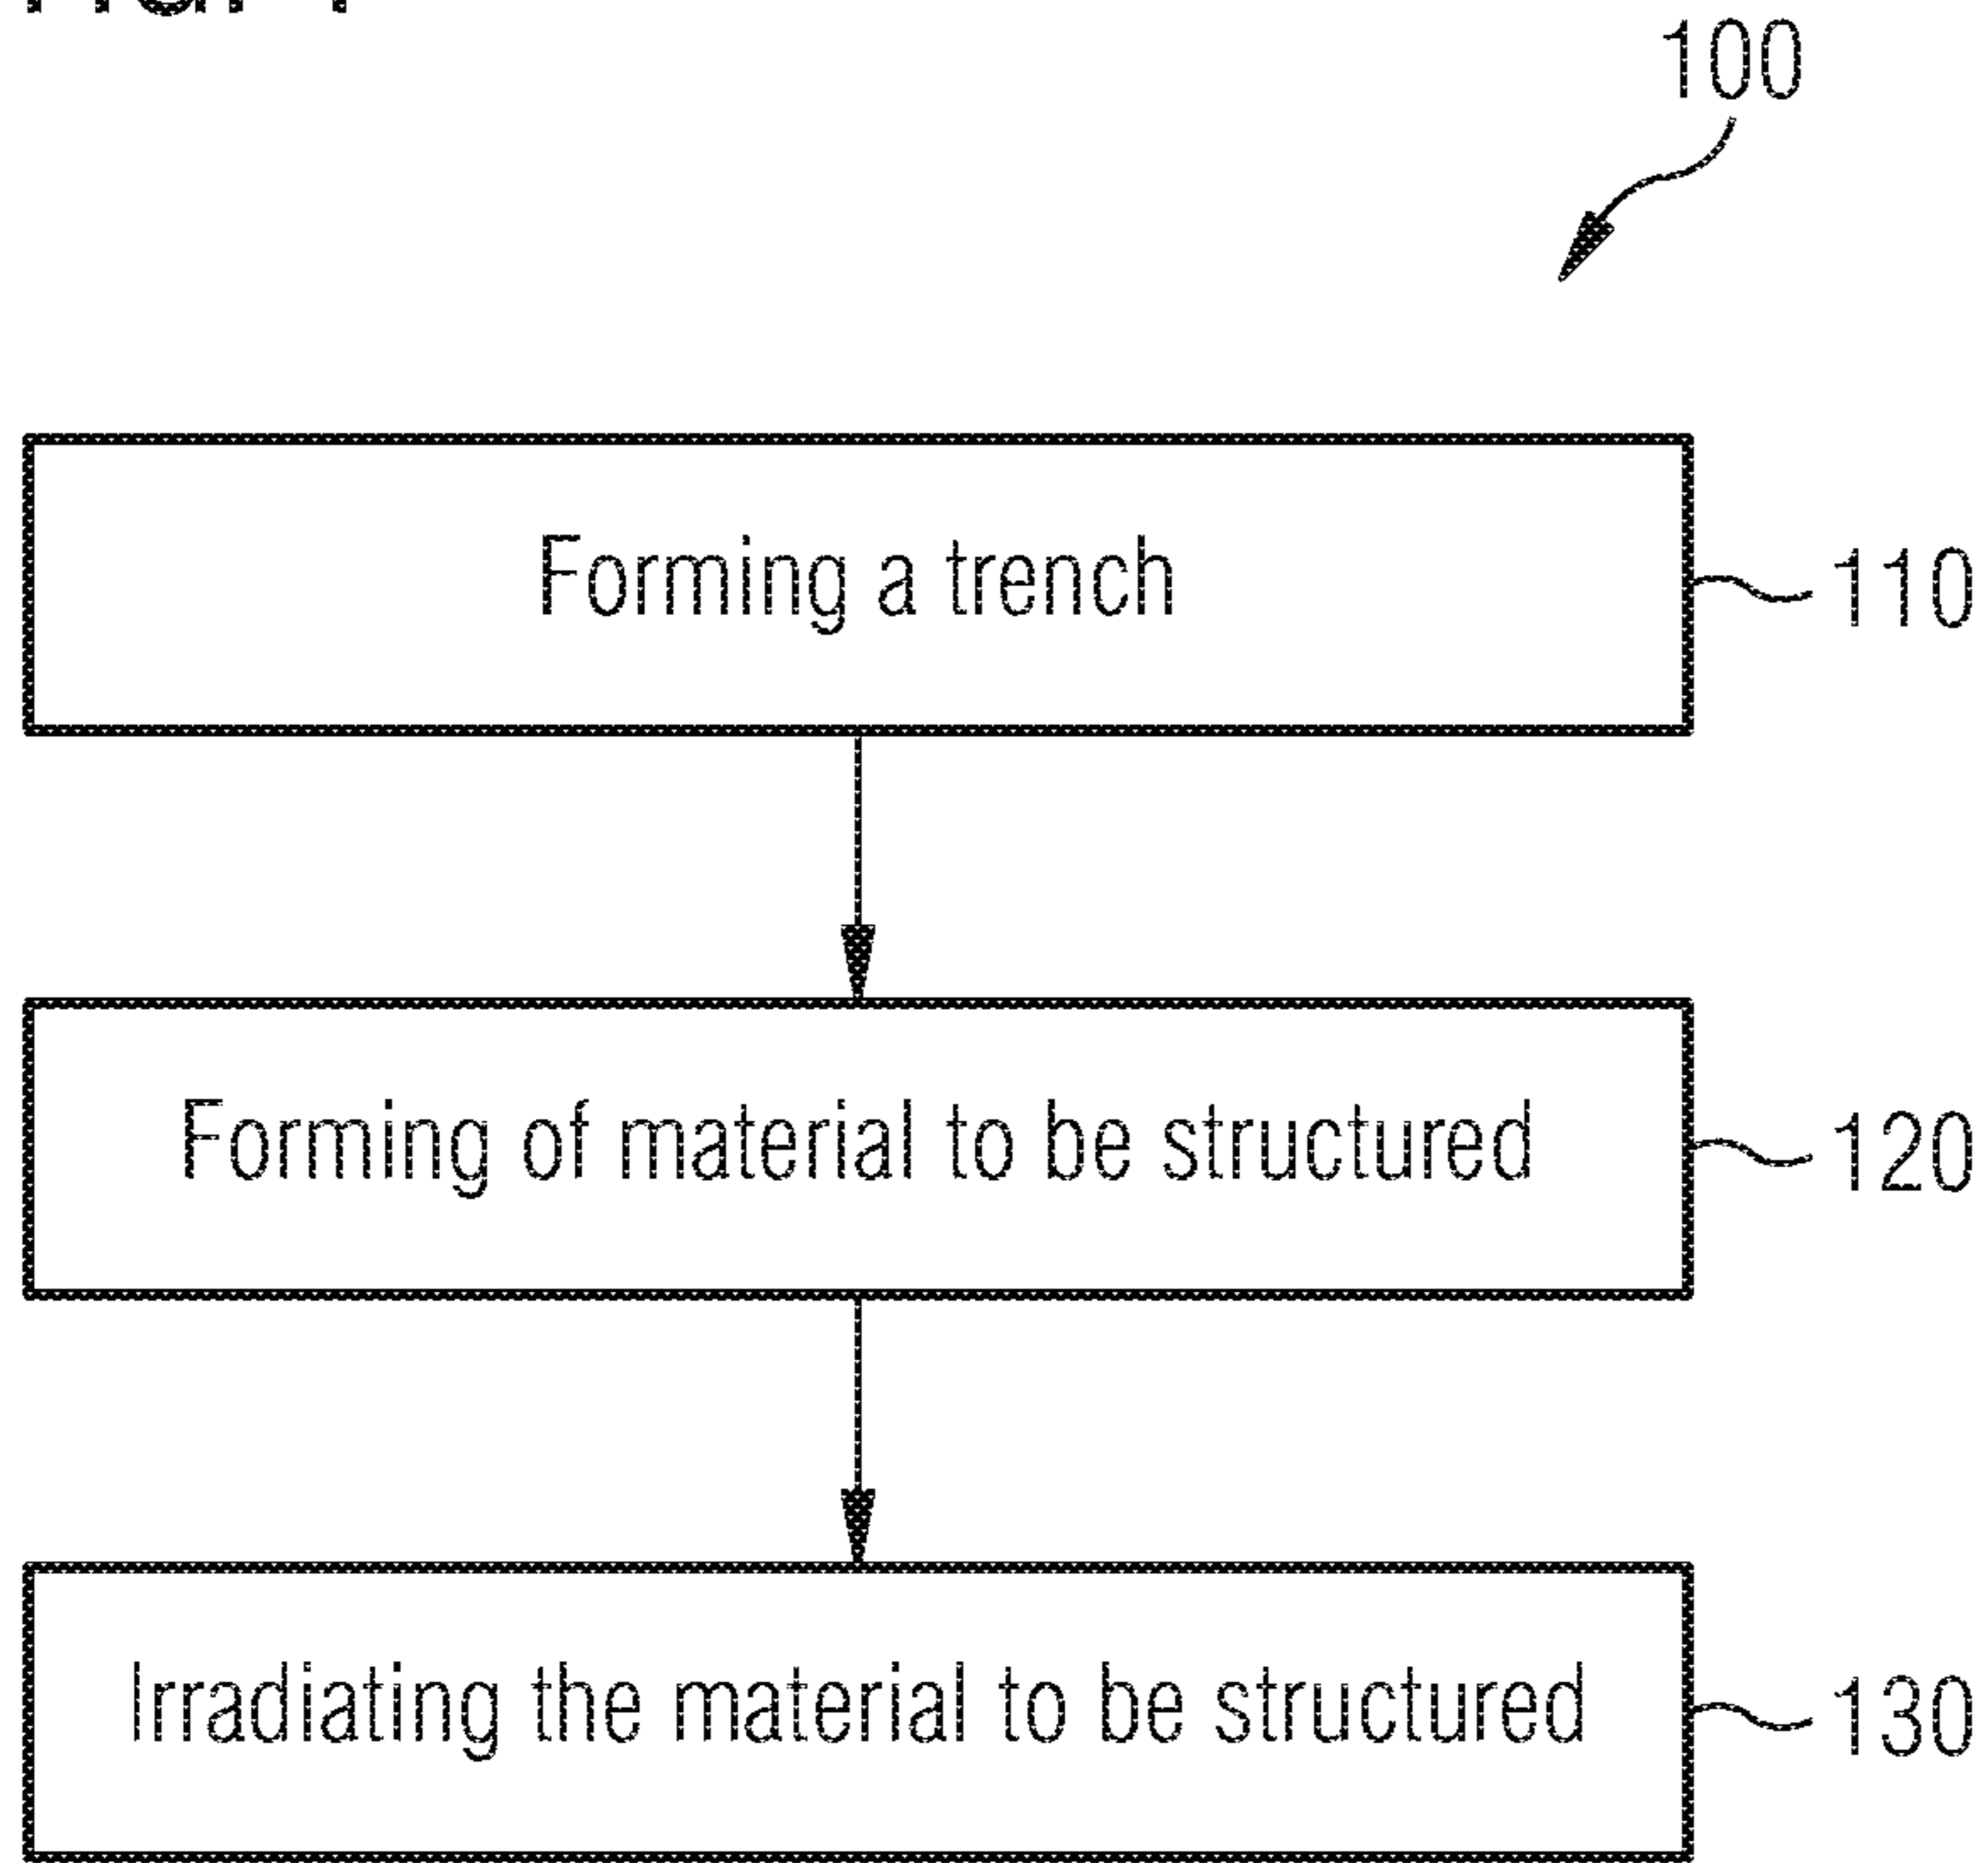 100
Forming a trench
110
Forming of material to be structured
120
Irradiating the material to be structured
130